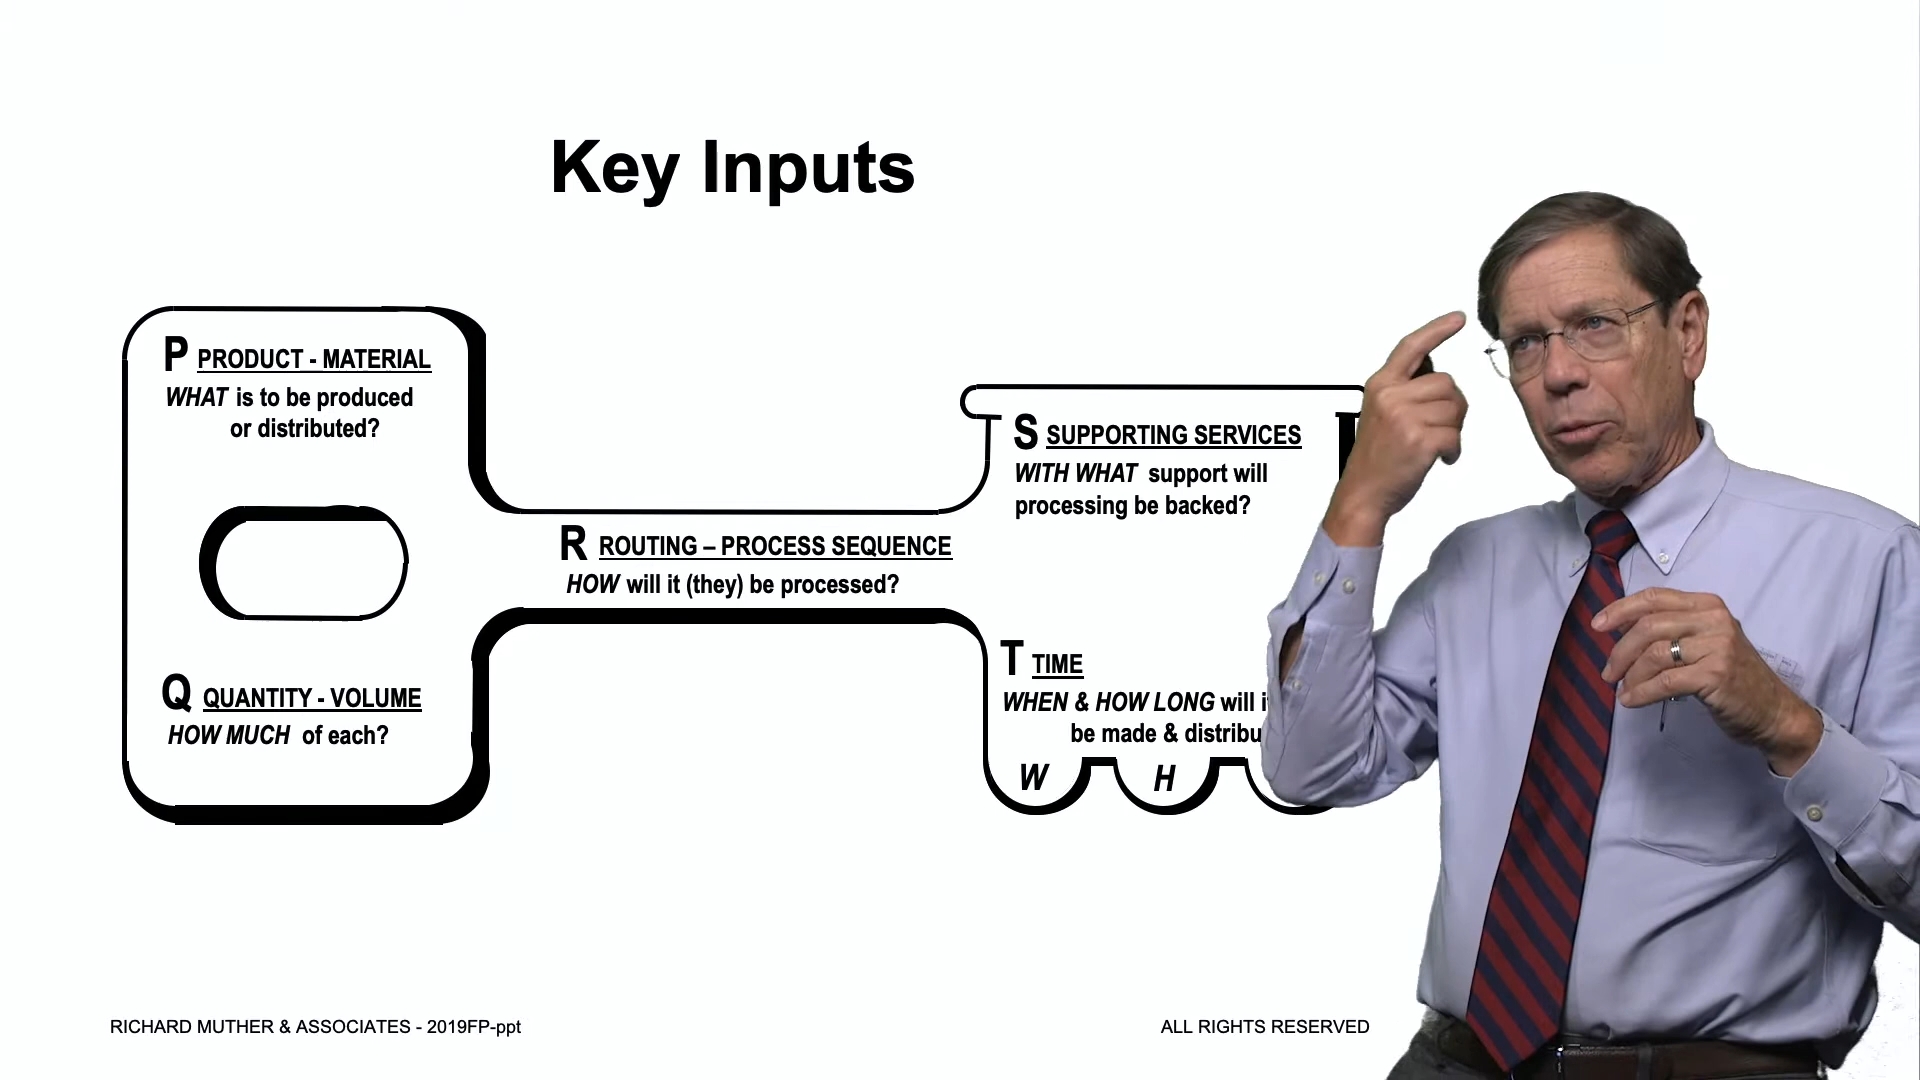 Key Inputs
P PRODUCT - MATERIAL
WHAT is to be produced
or distributed?
Q QUANTITY - VOLUME
HOW MUCH of each?
R ROUTING – PROCESS SEQUENCE
HOW will it (they) be processed?
S SUPPORTING SERVICES
WITH WHAT support will
processing be backed?
T TIME
WHEN & HOW LONG will
be made &
W H
RICHARD MUTHER & ASSOCIATES - 2019FP-ppt
ALL RIGHTS RESERVED